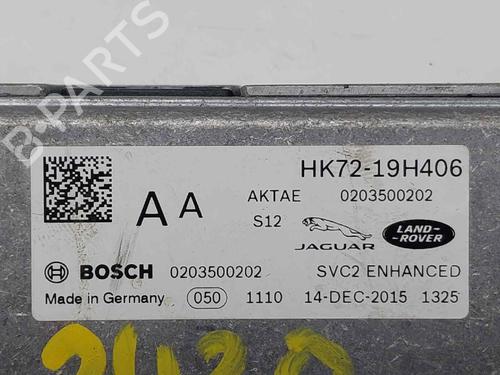 HK72-19H406
A A
AKTAE 0203500202
S12 JAGUAR LAND-ROVER
BOSCH 0203500202 SVC2 ENHANCED
Made in Germany 050 1110 14-DEC-2015 1325
B-PARTS